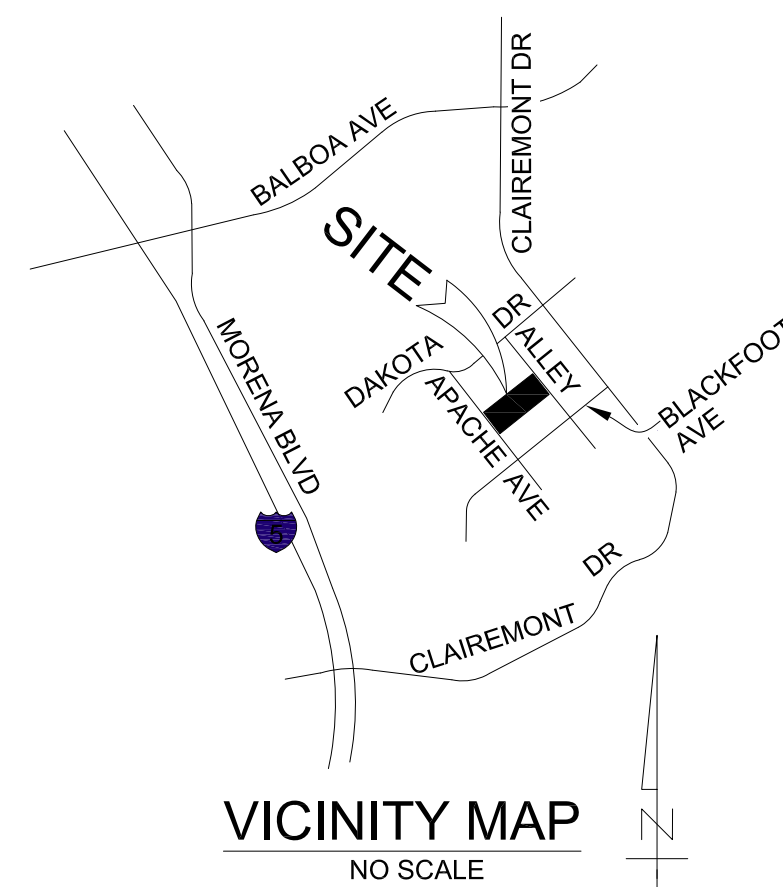 CLAIREMONT DR
BALBOA AVE
SITE
DAKOTA DR
ALLEY
BLACKFOOT
AVE
APACHE AVE
MORENA BLVD
5
CLAIREMONT DR
VICINITY MAP
NO SCALE
N